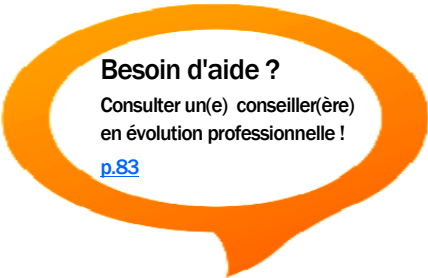 Besoin d'aide ?
Consulter un(e) conseiller(ère)
en évolution professionnelle !
p.83